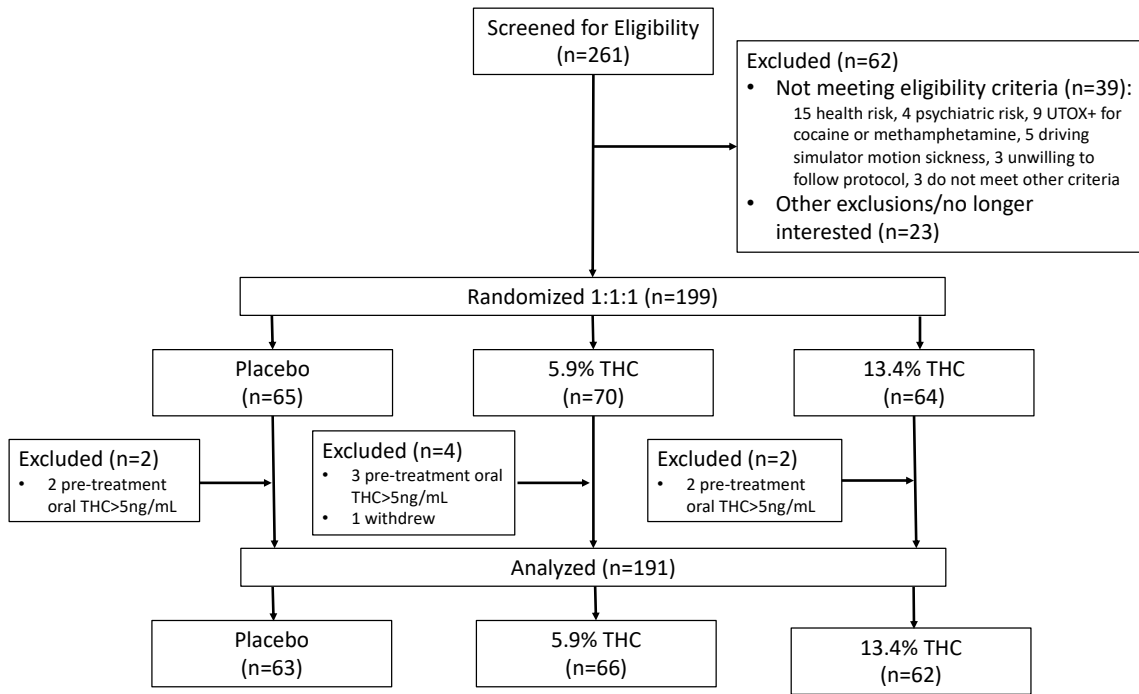 Screened for Eligibility
(n=261)
Excluded (n=62)
• Not meeting eligibility criteria (n=39):
15 health risk, 4 psychiatric risk, 9 UTOX+ for
cocaine or methamphetamine, 5 driving
simulator motion sickness, 3 unwilling to
follow protocol, 3 do not meet other criteria
• Other exclusions/no longer
interested (n=23)
Randomized 1:1:1 (n=199)
Placebo
(n=65)
5.9% THC
(n=70)
13.4% THC
(n=64)
Excluded (n=2)
• 2 pre-treatment
oral THC>5ng/mL
Excluded (n=4)
• 3 pre-treatment oral
THC>5ng/mL
• 1 withdrew
Excluded (n=2)
• 2 pre-treatment
oral THC>5ng/mL
Analyzed (n=191)
Placebo
(n=63)
5.9% THC
(n=66)
13.4% THC
(n=62)